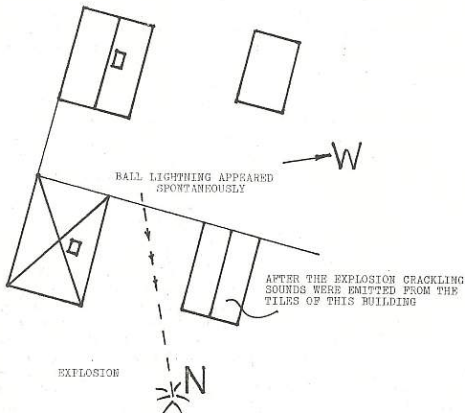 W
BALL LIGHTNING APPEARED
SPONTANEOUSLY
AFTER THE EXPLOSION CRACKLING
SOUNDS WERE EMITTED FROM THE
TILES OF THIS BUILDING
EXPLOSION
N